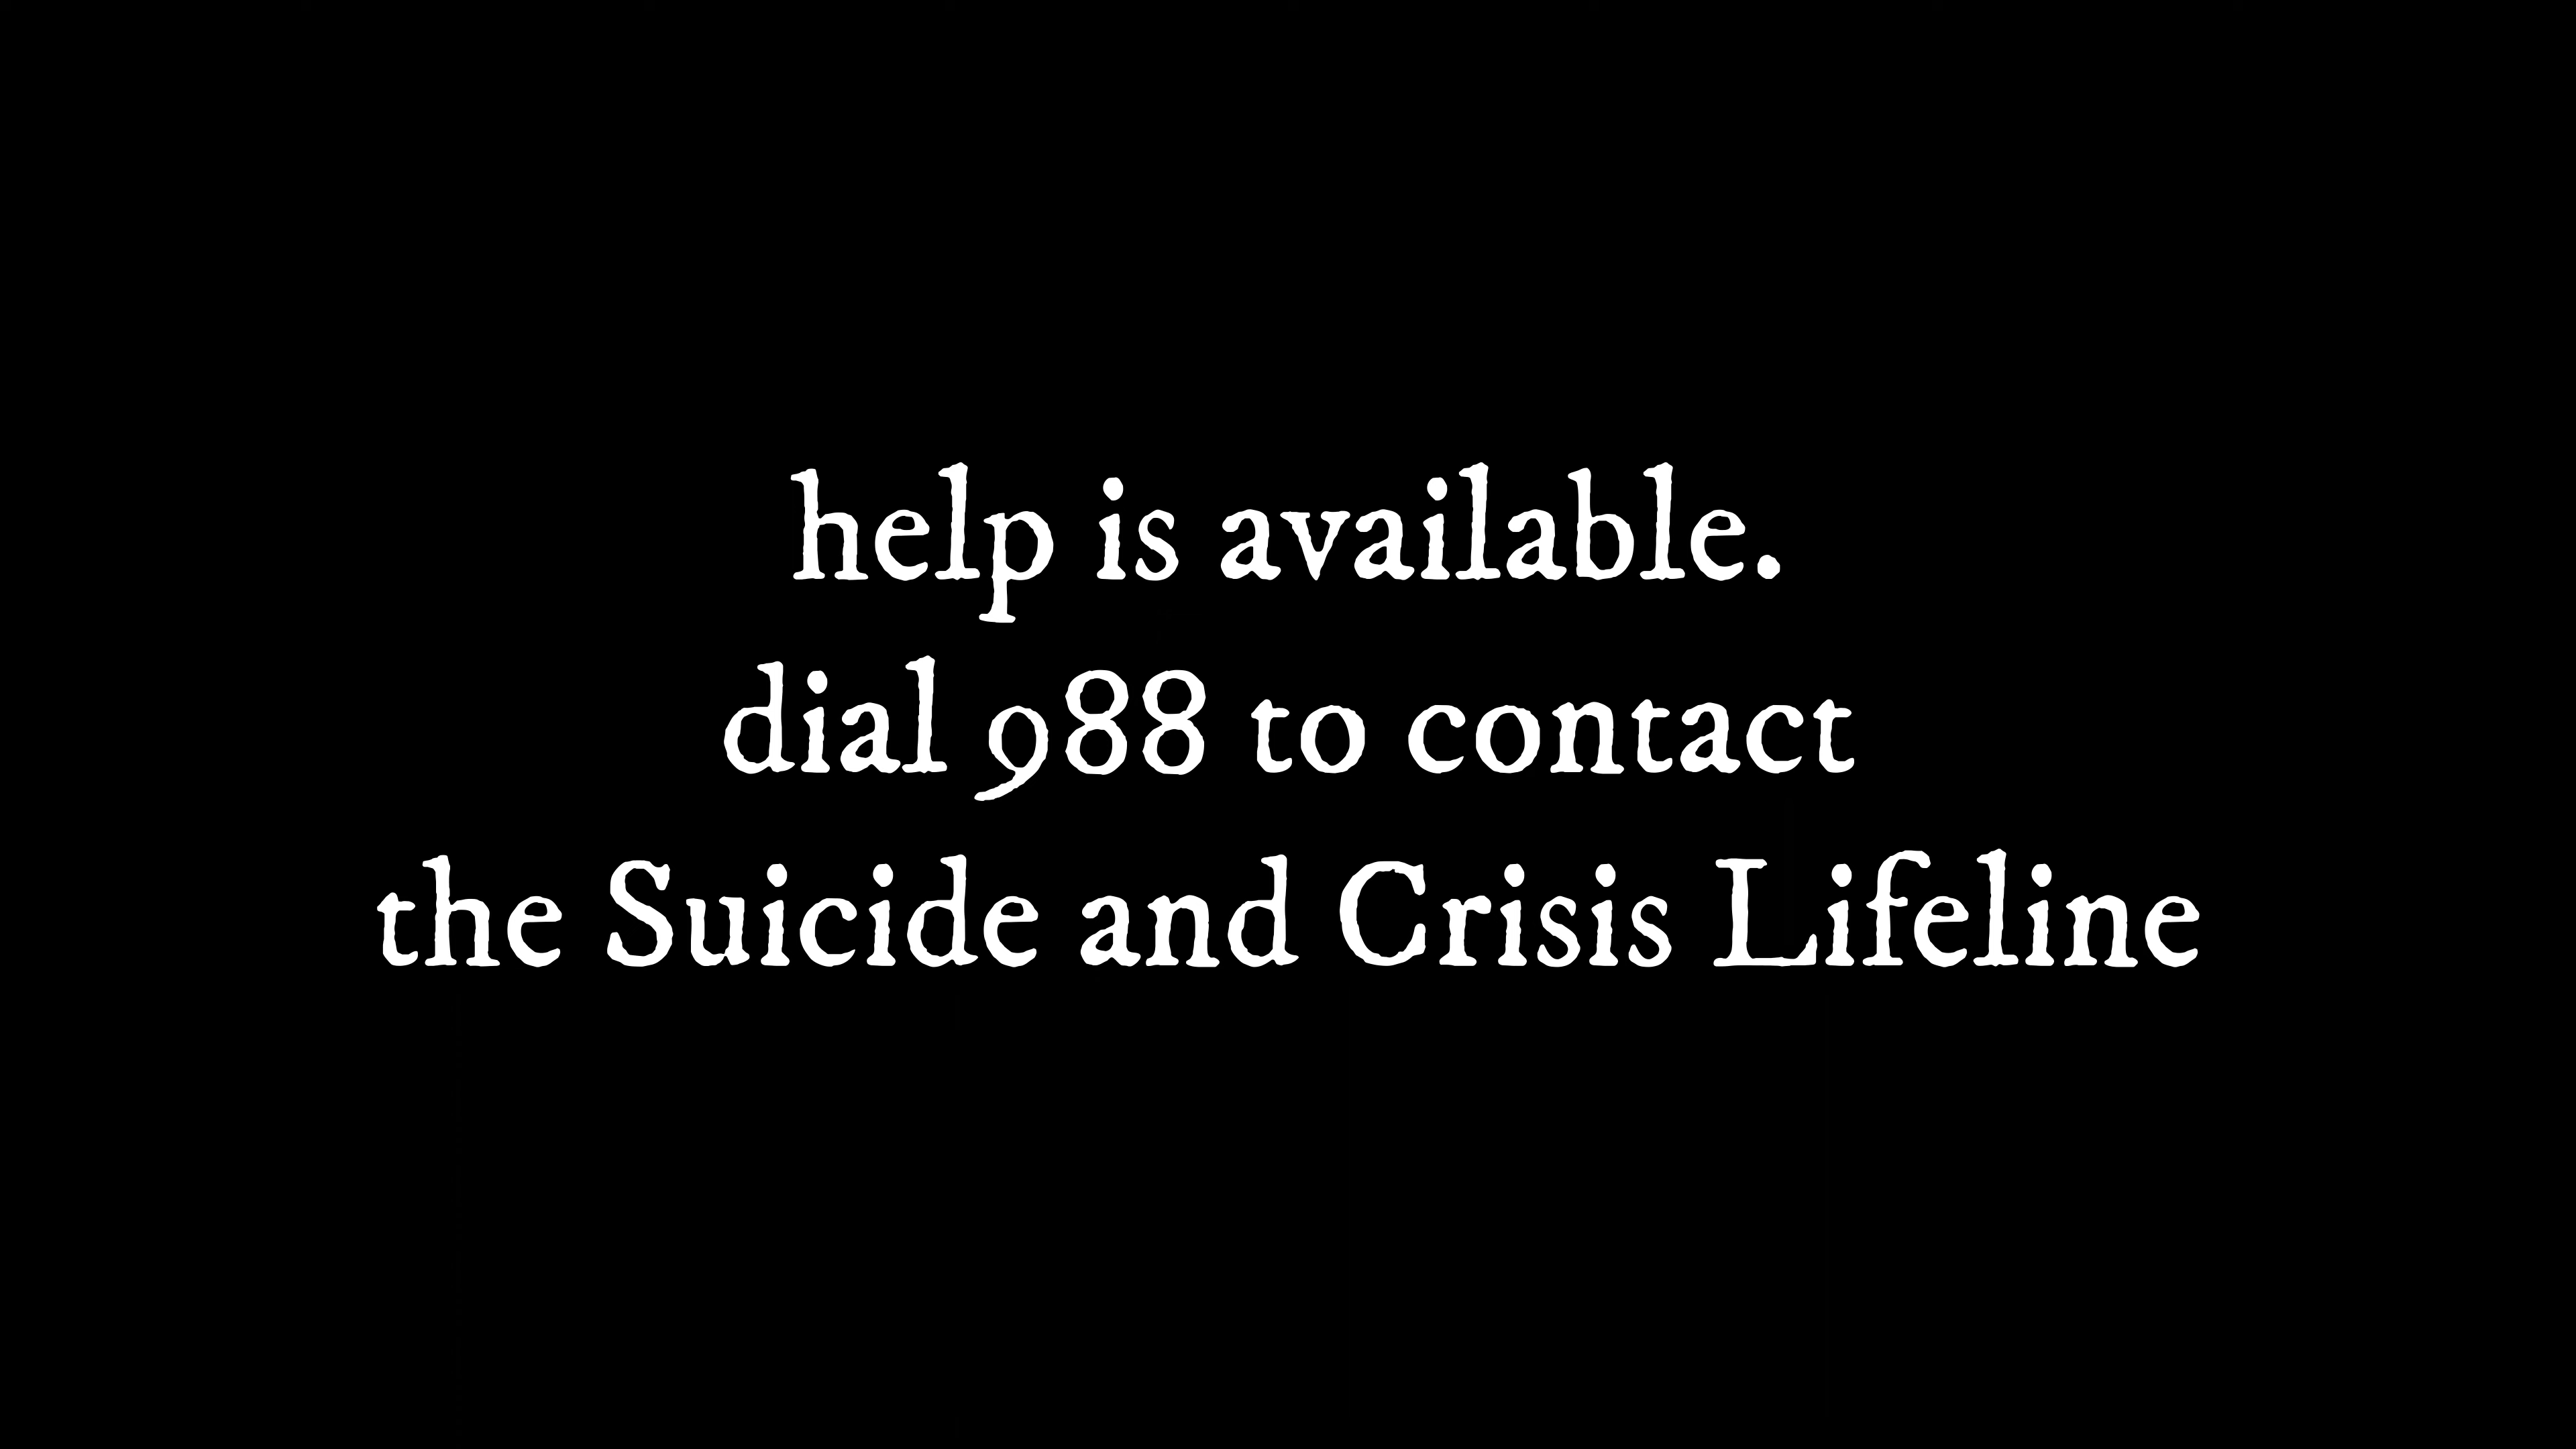 help is available.
dial 988 to contact
the Suicide and Crisis Lifeline